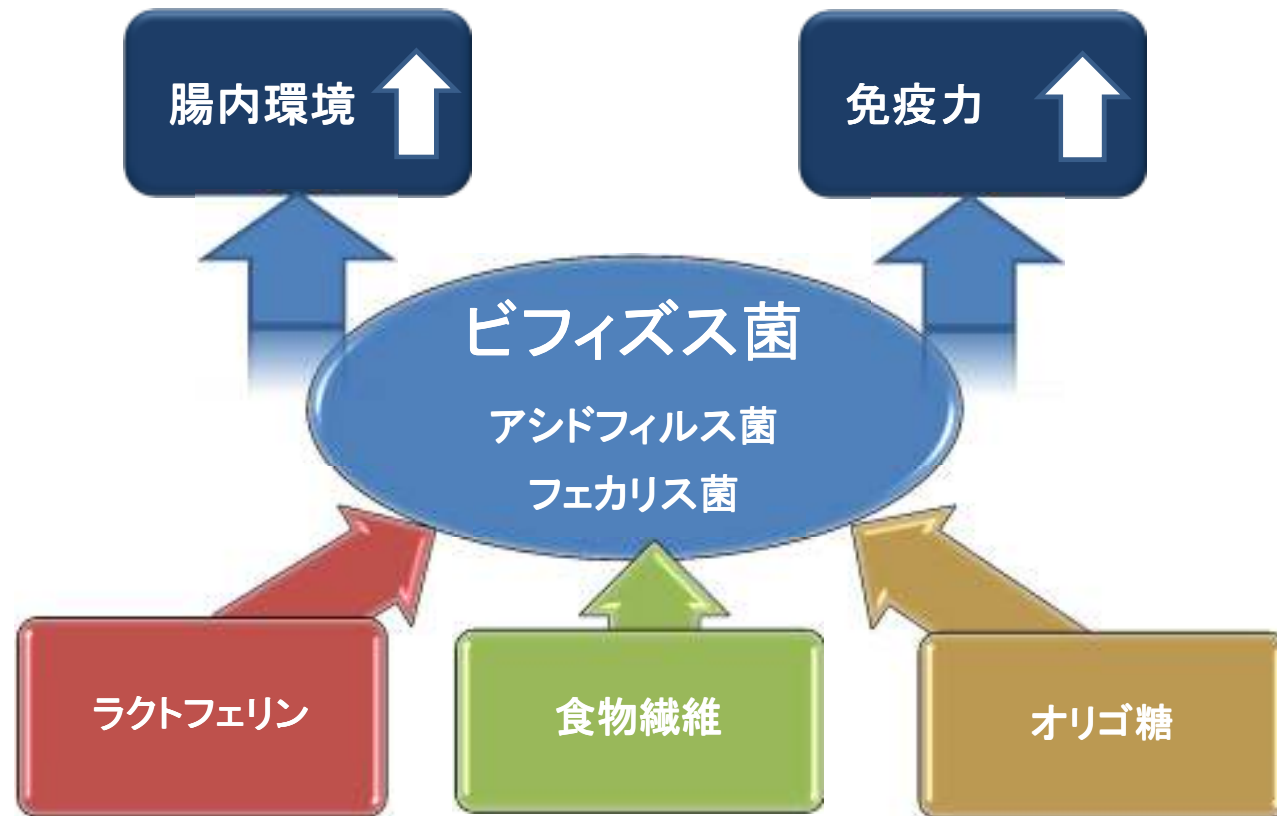 腸内環境
免疫力
ビフィズス菌
アシドフィルス菌
フェカリス菌
ラクトフェリン
食物繊維
オリゴ糖